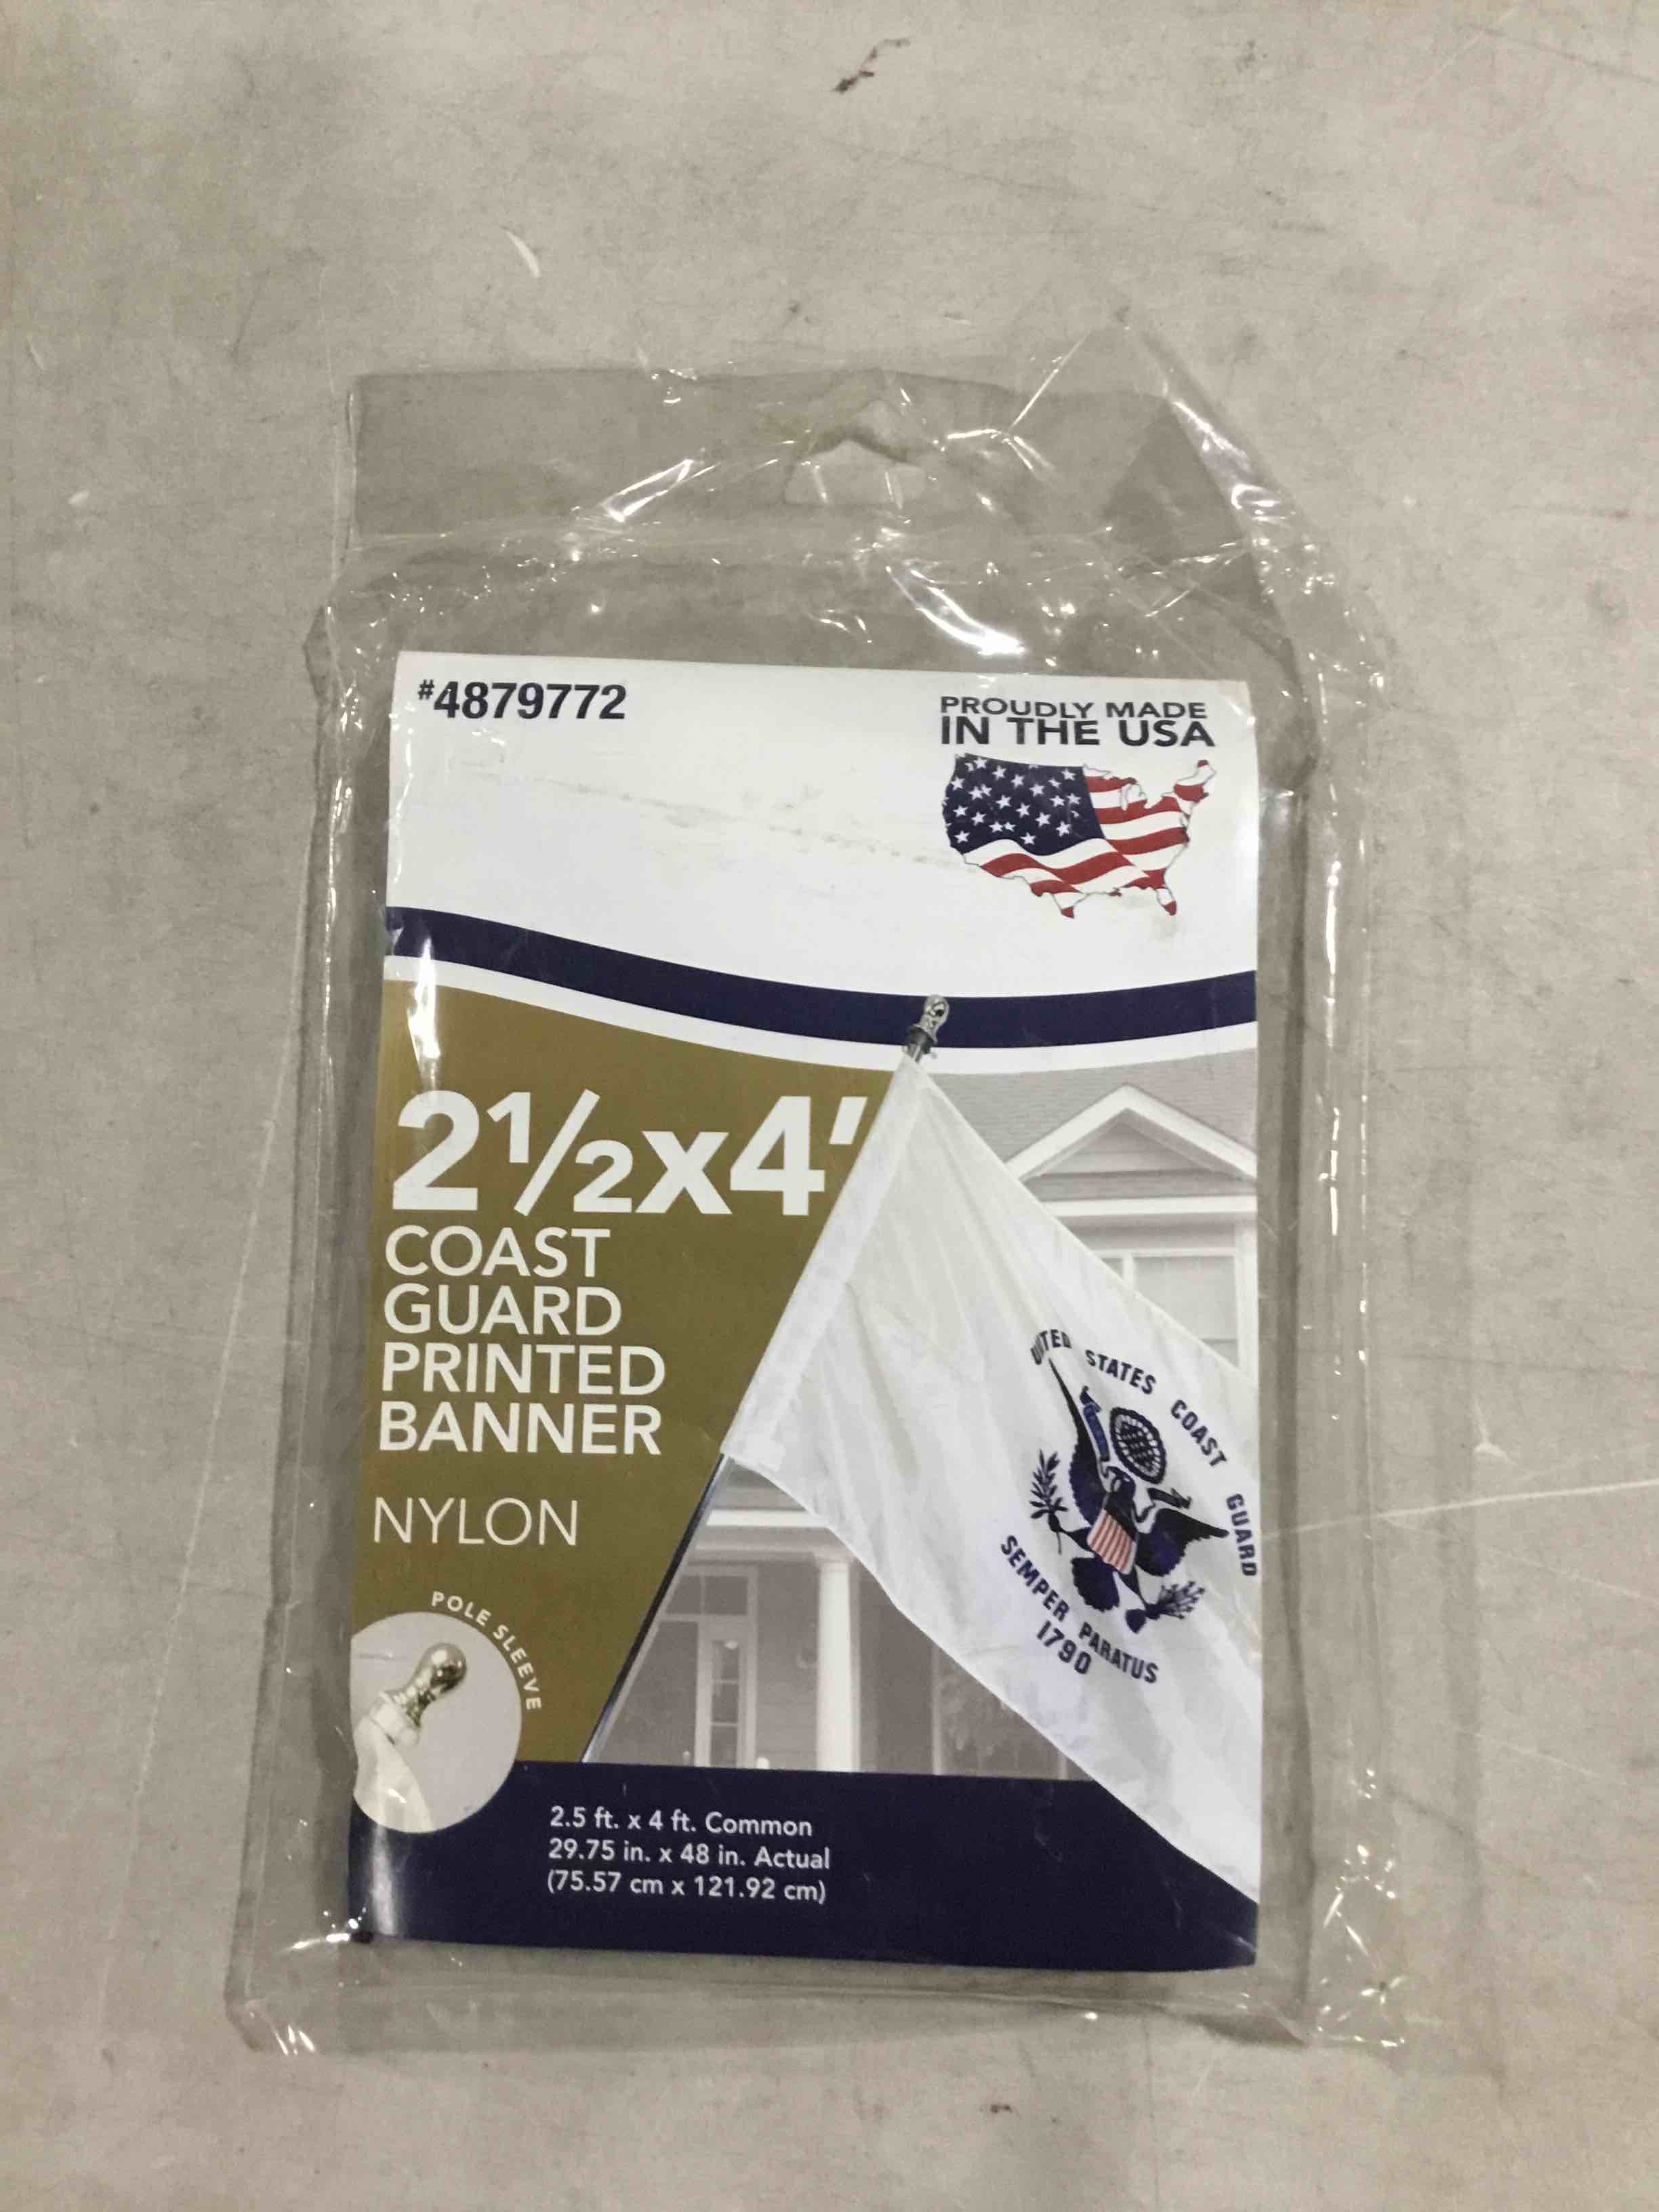 #4879772
PROUDLY MADE
IN THE USA
2½x4'
COAST
GUARD
PRINTED
BANNER
NYLON
POLE SLEEVE
UNITED STATES COAST GUARD
SEMPER PARATUS
1790
2.5 ft. x 4 ft. Common
29.75 in. x 48 in. Actual
(75.57 cm x 121.92 cm)